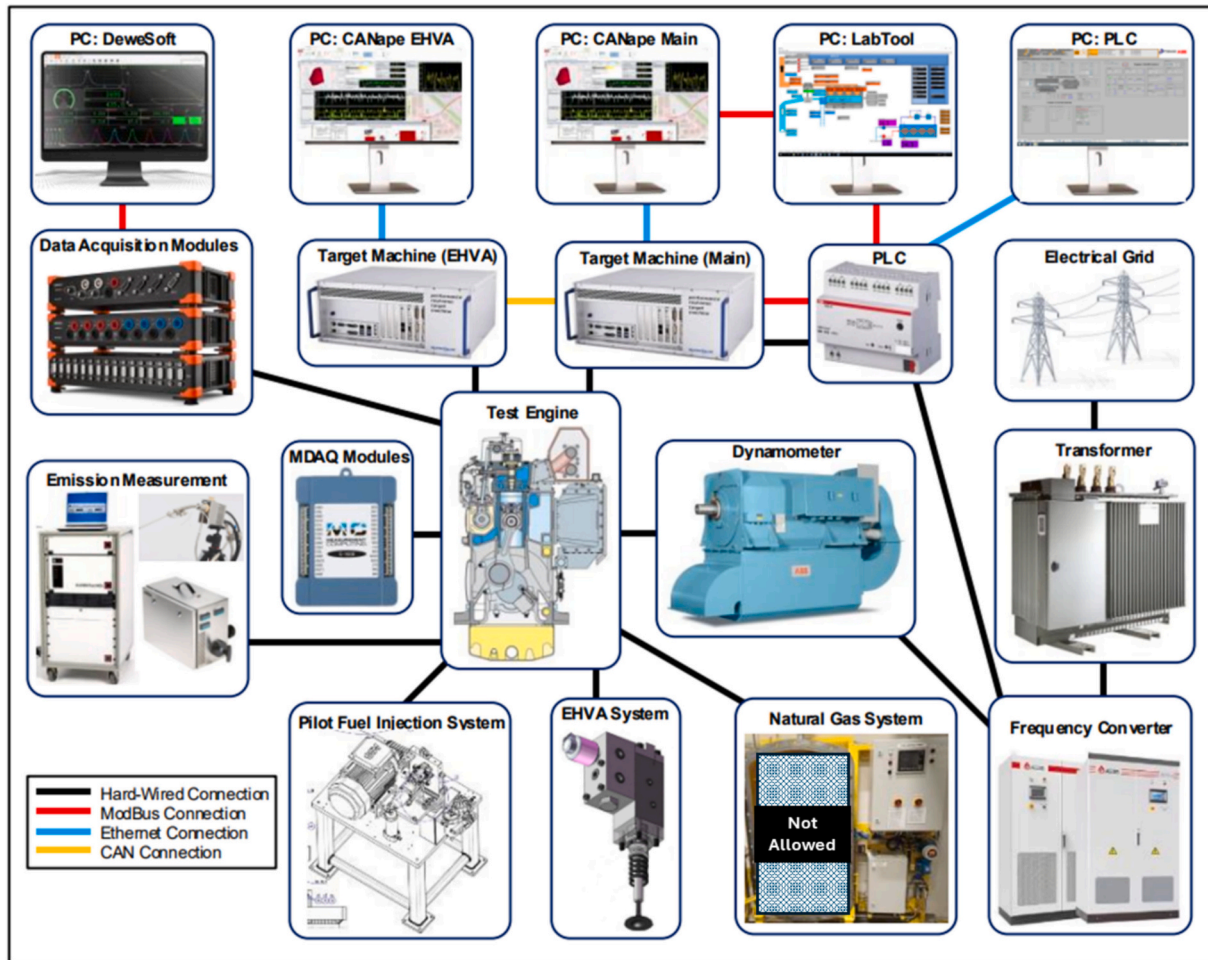 PC: DeweSoft
PC: CANape EHVA
PC: CANape Main
PC: LabTool
PC: PLC
Data Acquisition Modules
Target Machine (EHVA)
Target Machine (Main)
PLC
Electrical Grid
Test Engine
MDAQ Modules
Dynamometer
Transformer
Emission Measurement
MC
ABB
Pilot Fuel Injection System
EHVA System
Natural Gas System
Frequency Converter
Not
Allowed
Hard-Wired Connection
ModBus Connection
Ethernet Connection
CAN Connection